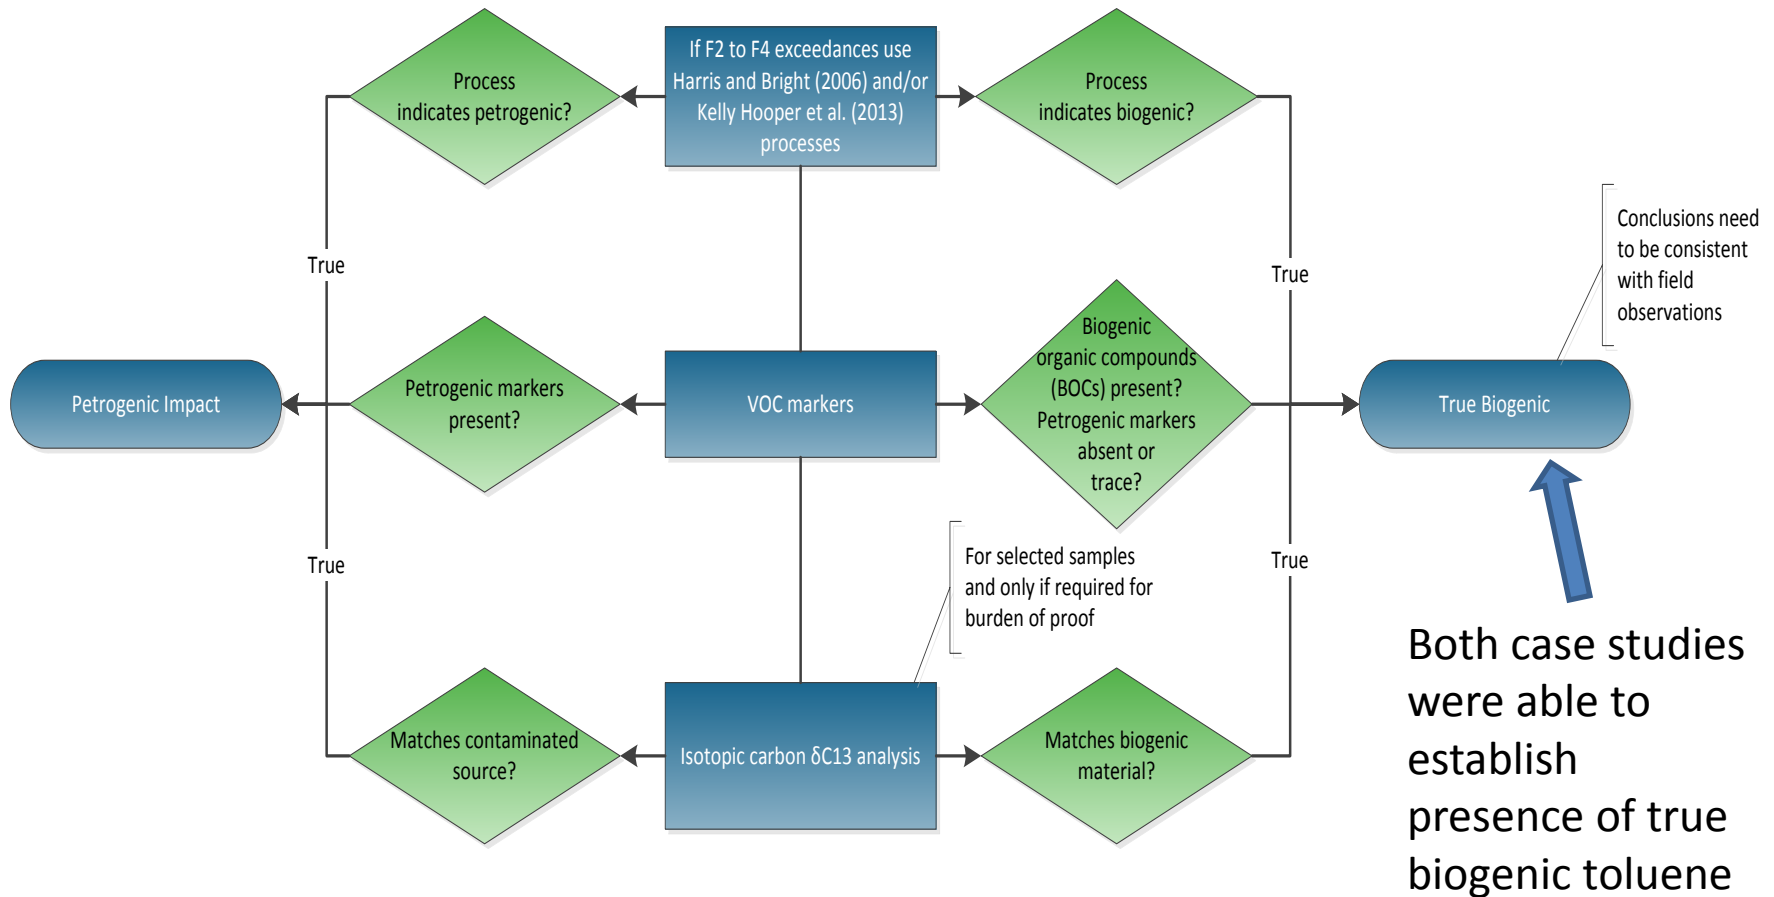 Process
indicates petrogenic?
If F2 to F4 exceedances use
Harris and Bright (2006) and/or
Kelly Hooper et al. (2013)
processes
Process
indicates biogenic?
True
True
Conclusions need
to be consistent
with field
observations
Petrogenic Impact
Petrogenic markers
present?
VOC markers
Biogenic
organic compounds
(BOCs) present?
Petrogenic markers
absent or
trace?
True Biogenic
True
True
For selected samples
and only if required for
burden of proof
Matches contaminated
source?
Isotopic carbon δC13 analysis
Matches biogenic
material?
Both case studies
were able to
establish
presence of true
biogenic toluene